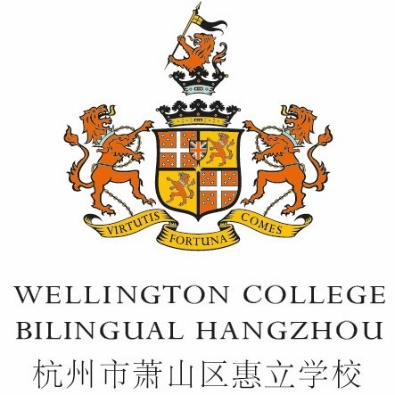 VIRTUTIS FORTUNA COMES
WELLINGTON COLLEGE
BILINGUAL HANGZHOU
杭州市萧山区惠立学校